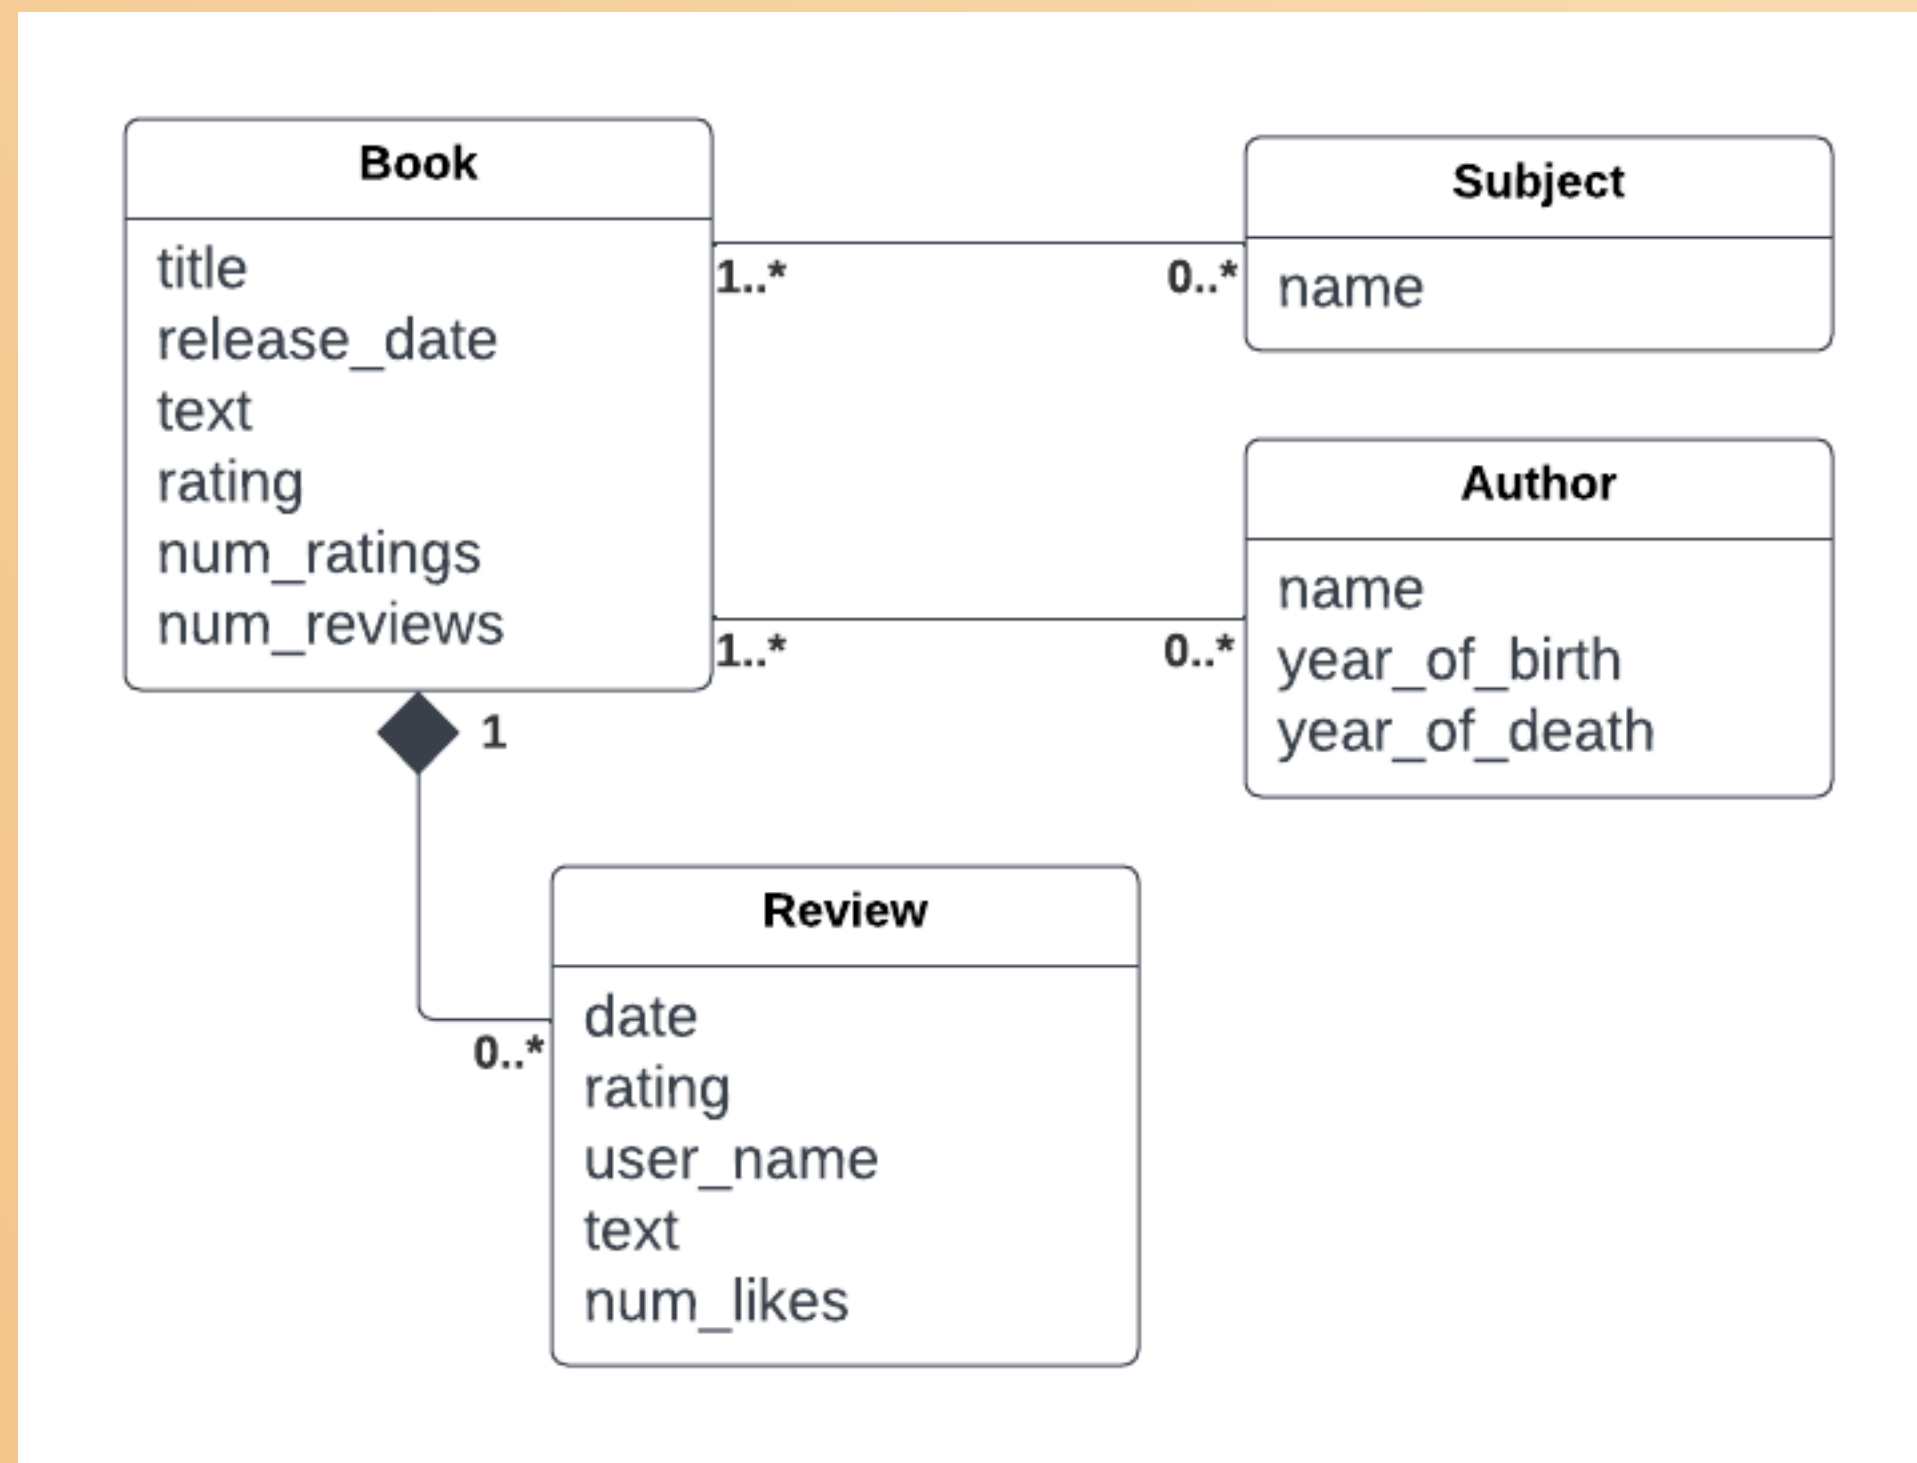 Book
title
release_date
text
rating
num_ratings
num_reviews
1..*
0..*
Subject
name
1..*
0..*
Author
name
year_of_birth
year_of_death
1
0..*
Review
date
rating
user_name
text
num_likes